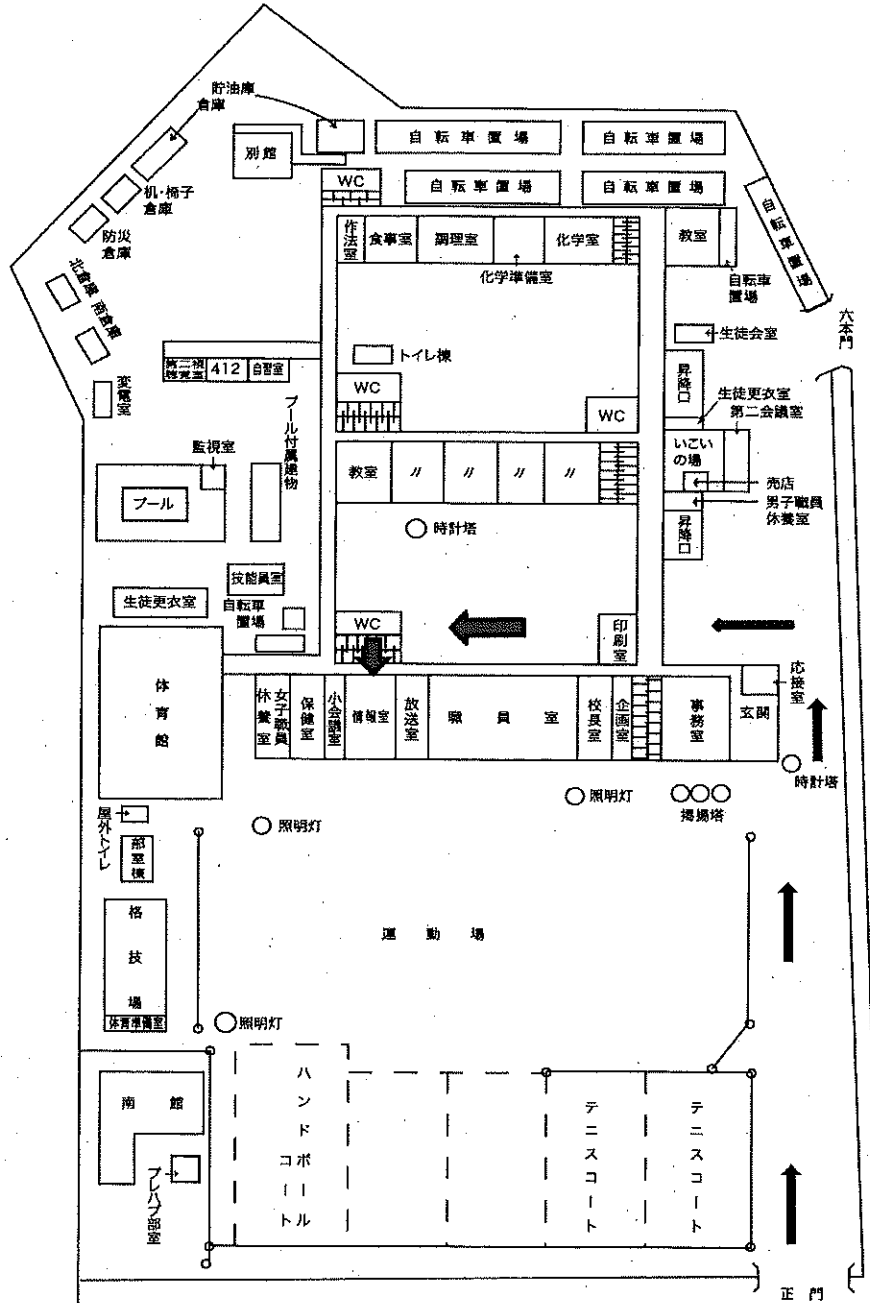 貯油庫
倉庫
別館
自転車置場
自転車置場
WC
自転車置場
自転車置場
自転車置場
机・椅子
倉庫
防災
倉庫
北倉庫
南倉庫
作法室
食事室
調理室
化学室
化学準備室
教室
自転車
置場
六本門
生徒会室
トイレ棟
412
自習室
WC
WC
昇降口
生徒更衣室
第二会議室
変電室
監視室
プール
プール付属建物
教室
〃
〃
〃
〃
いこい
の場
売店
男子職員
休養室
昇降口
時計塔
技能員室
生徒更衣室
自転車
置場
WC
印刷室
応接室
体育館
女子職員
休養室
保健室
小会議室
情報室
放送室
職員室
校長室
企画室
事務室
玄関
時計塔
屋外トイレ
部室棟
照明灯
照明灯
掲揚塔
格技場
体育準備室
運動場
照明灯
南館
プレハブ部室
ハンドボール
コート
テニスコート
テニスコート
正門